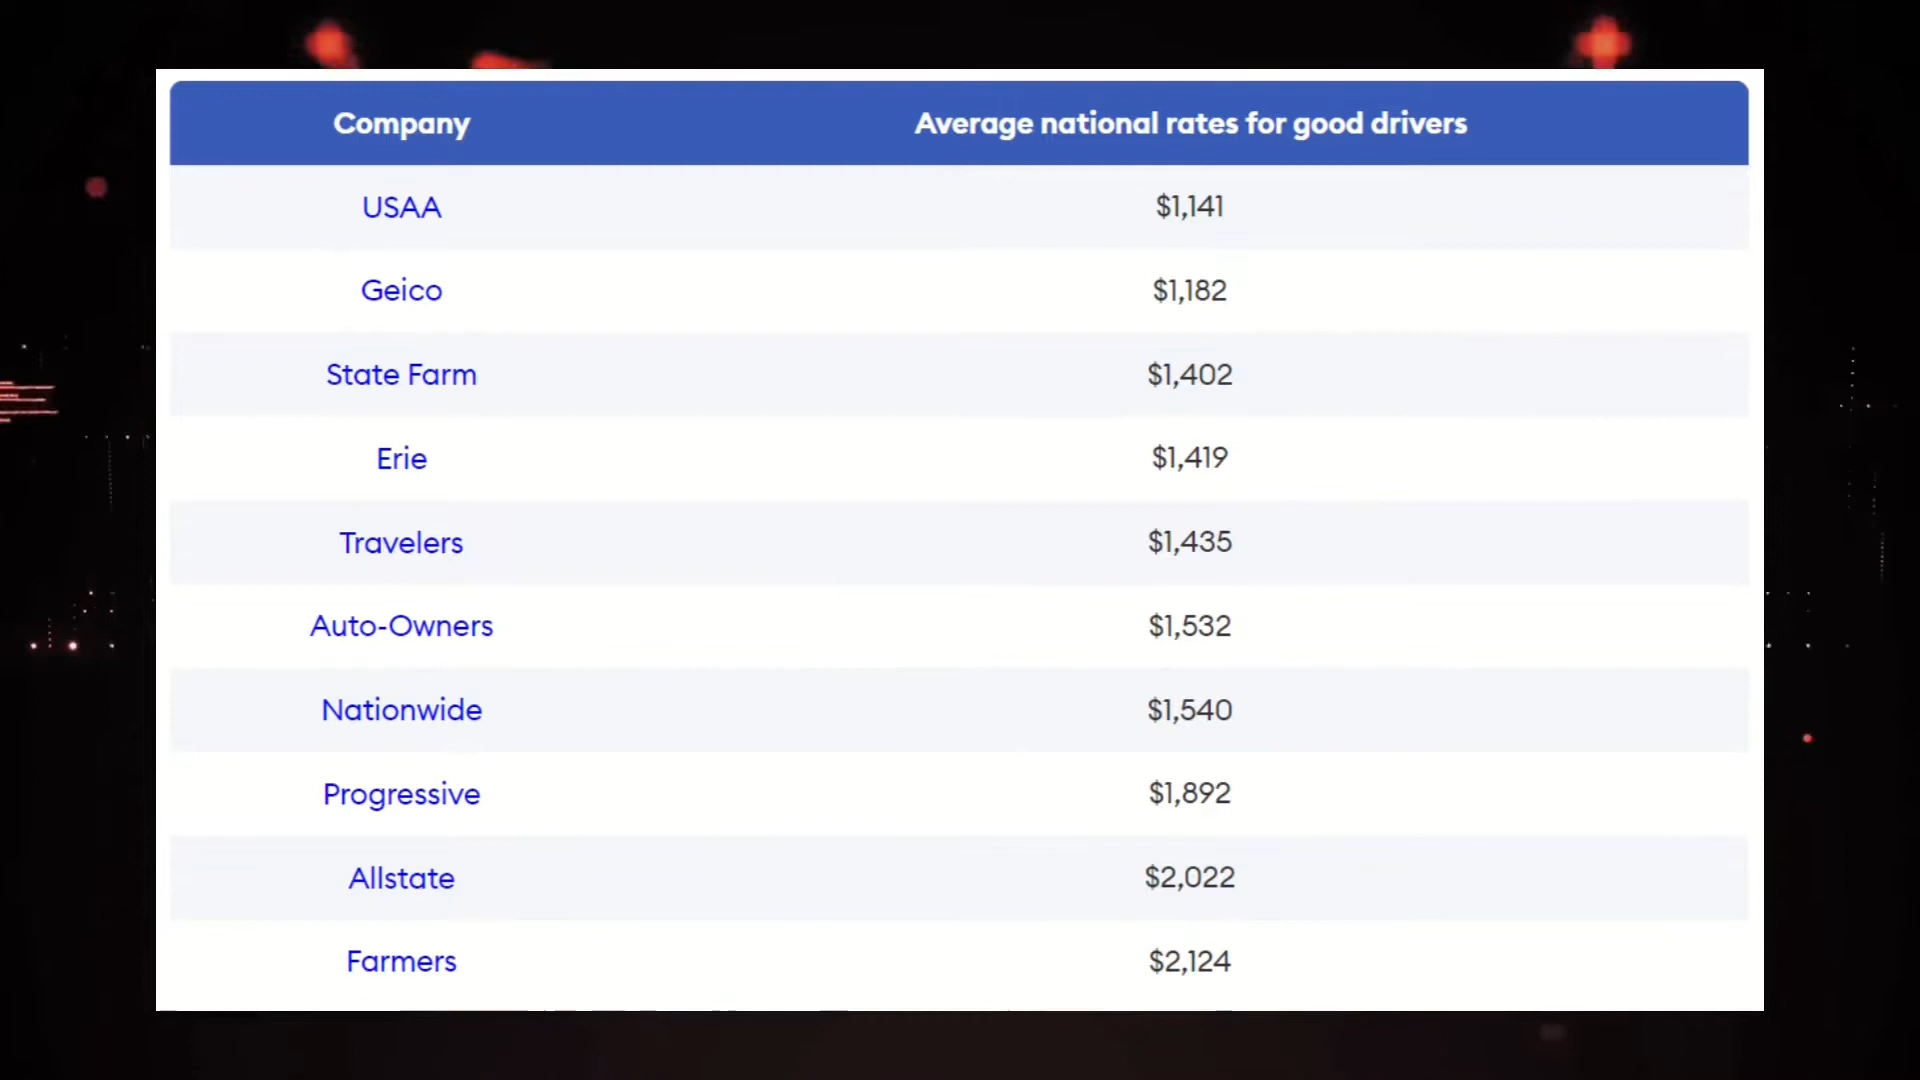 Company Average national rates for good drivers
USAA $1,141
Geico $1,182
State Farm $1,402
Erie $1,419
Travelers $1,435
Auto-Owners $1,532
Nationwide $1,540
Progressive $1,892
Allstate $2,022
Farmers $2,124